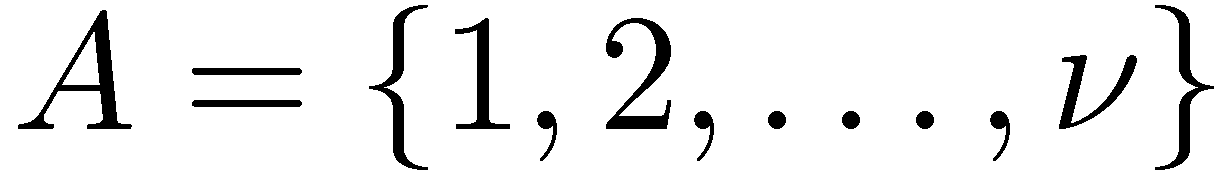 A = {1, 2, . . . , ν}